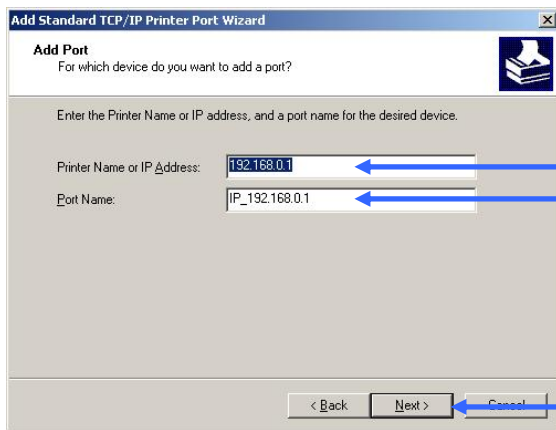 Add Standard TCP/IP Printer Port Wizard
Add Port
For which device do you want to add a port?
Enter the Printer Name or IP address, and a port name for the desired device.
Printer Name or IP Address: 192.168.0.1
Port Name: IP_192.168.0.1
< Back Next > Cancel